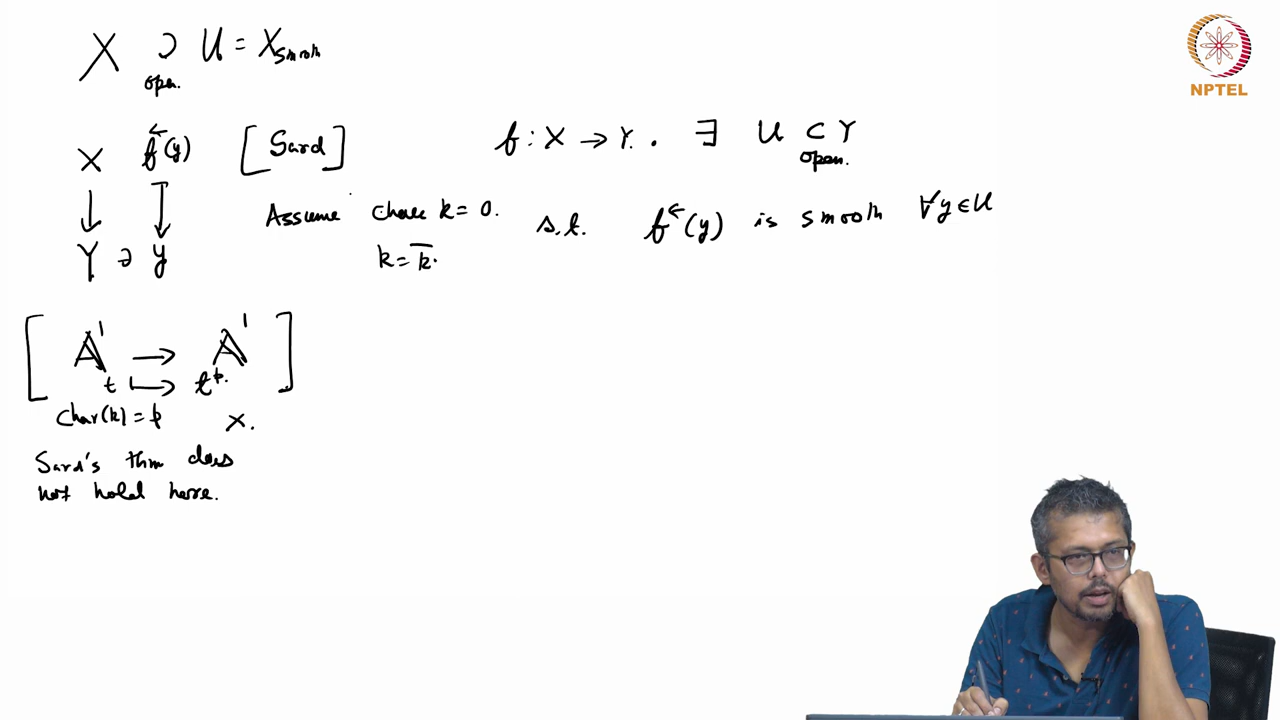 X ⊃ U = X_smooth
open.
NPTEL
X f^←(y) [Sard] f : X → Y. ∃ U ⊂ Y
open.
↓ ↧ Assume char k = 0. s.t. f^←(y) is smooth ∀y∈U
Y ∋ y k = k̄.
[ A¹ → A¹ ]
t ↦ t^p.
char(k) = p X.
Sard's thm does
not hold here.